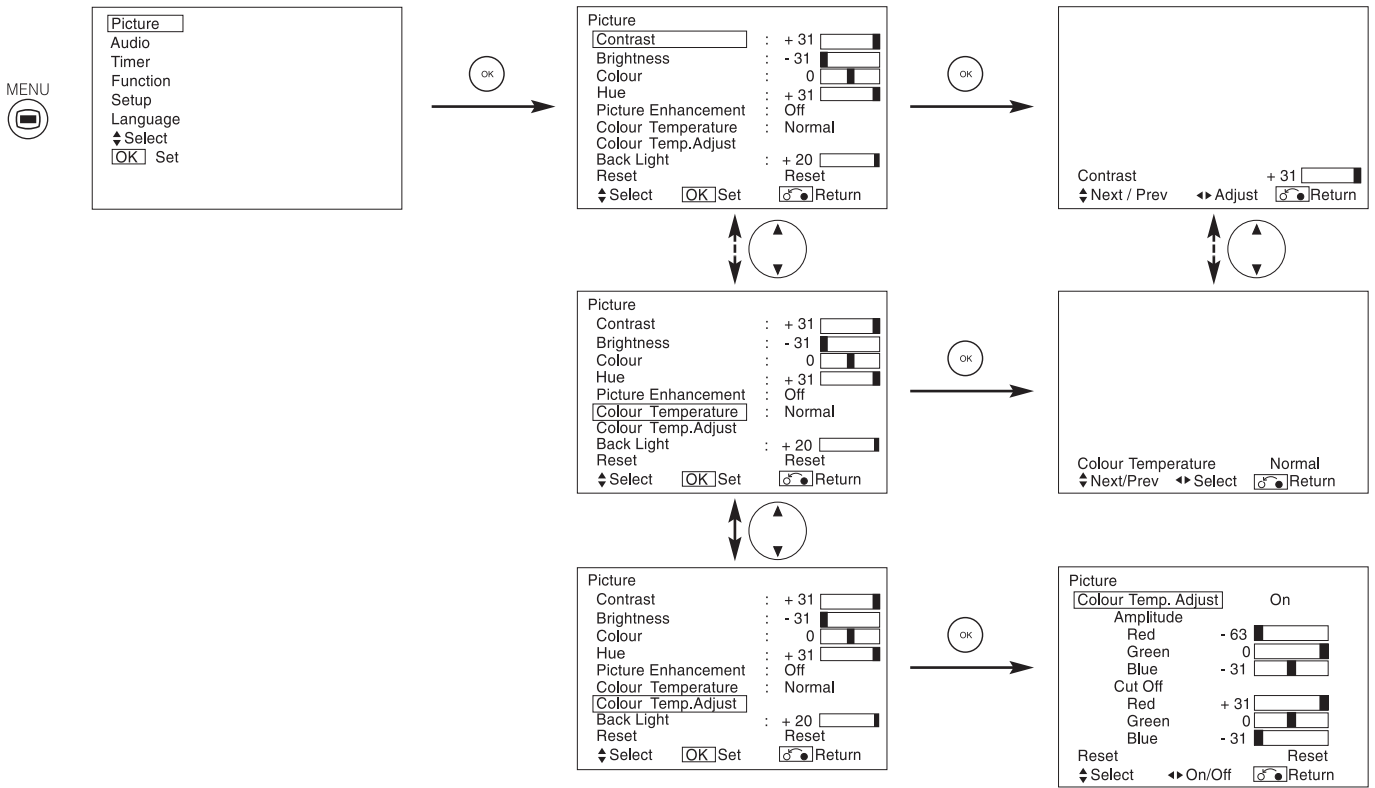 MENU
Picture
Audio
Timer
Function
Setup
Language
Select
OK Set
OK
Picture
Contrast : + 31
Brightness : - 31
Colour : 0
Hue : + 31
Picture Enhancement : Off
Colour Temperature : Normal
Colour Temp.Adjust
Back Light : + 20
Reset Reset
Select OK Set Return
OK
Contrast + 31
Next / Prev Adjust Return
Picture
Contrast : + 31
Brightness : - 31
Colour : 0
Hue : + 31
Picture Enhancement : Off
Colour Temperature : Normal
Colour Temp.Adjust
Back Light : + 20
Reset Reset
Select OK Set Return
OK
Colour Temperature Normal
Next/Prev Select Return
Picture
Contrast : + 31
Brightness : - 31
Colour : 0
Hue : + 31
Picture Enhancement : Off
Colour Temperature : Normal
Colour Temp.Adjust
Back Light : + 20
Reset Reset
Select OK Set Return
OK
Picture
Colour Temp. Adjust On
Amplitude
Red - 63
Green 0
Blue - 31
Cut Off
Red + 31
Green 0
Blue - 31
Reset Reset
Select On/Off Return